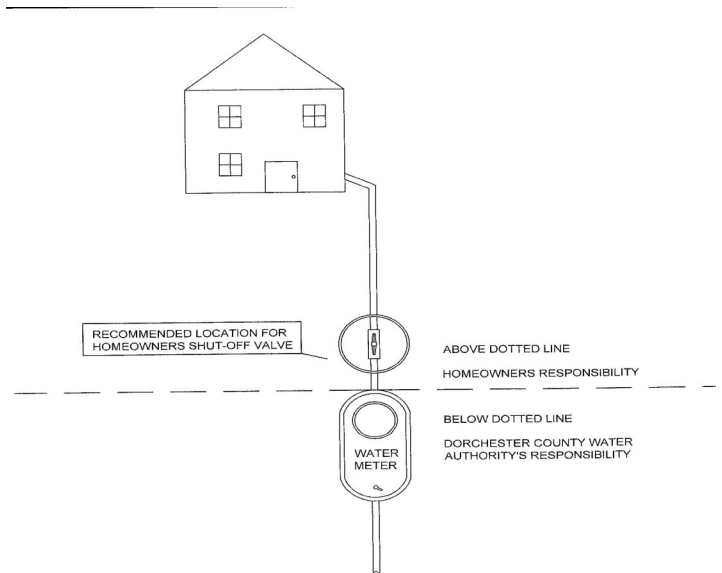 RECOMMENDED LOCATION FOR
HOMEOWNERS SHUT-OFF VALVE
ABOVE DOTTED LINE
HOMEOWNERS RESPONSIBILITY
BELOW DOTTED LINE
DORCHESTER COUNTY WATER
AUTHORITY'S RESPONSIBILITY
WATER
METER